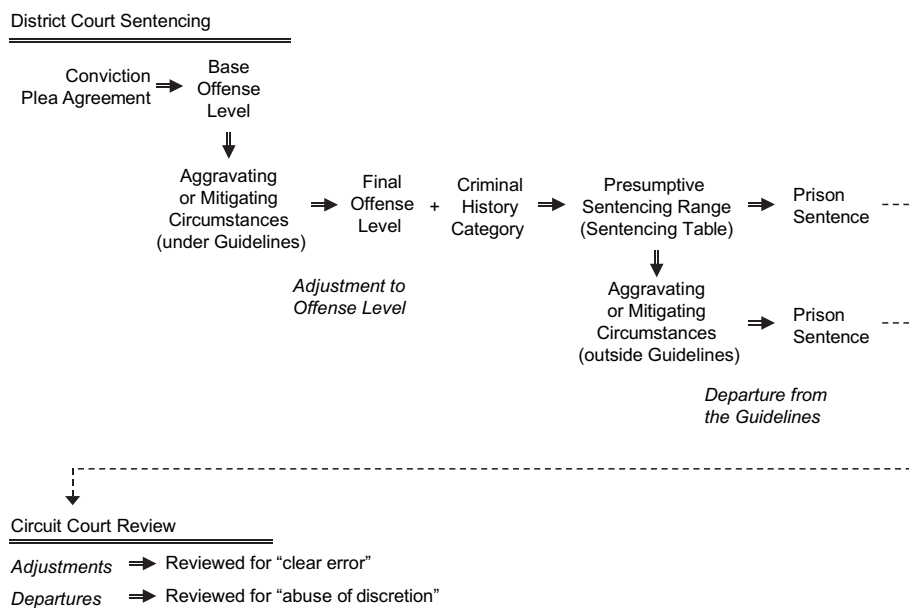 District Court Sentencing
Conviction
Plea Agreement
Base
Offense
Level
Aggravating
or Mitigating
Circumstances
(under Guidelines)
Final
Offense
Level
+
Criminal
History
Category
Presumptive
Sentencing Range
(Sentencing Table)
Prison
Sentence
Adjustment to
Offense Level
Aggravating
or Mitigating
Circumstances
(outside Guidelines)
Prison
Sentence
Departure from
the Guidelines
Circuit Court Review
Adjustments Reviewed for “clear error”
Departures Reviewed for “abuse of discretion”